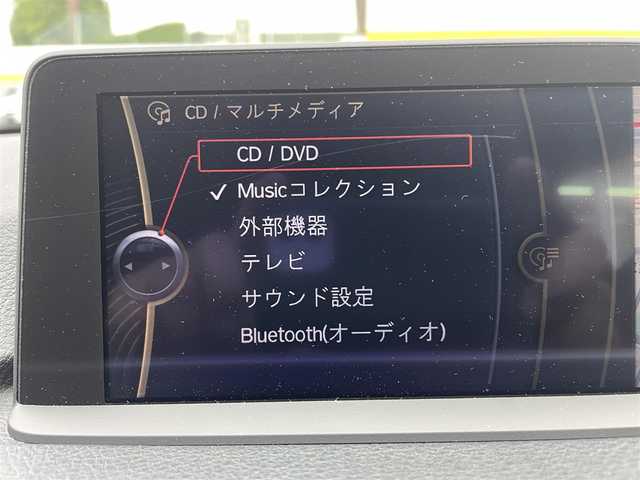 CD / マルチメディア
CD / DVD
Musicコレクション
外部機器
テレビ
サウンド設定
Bluetooth(オーディオ)